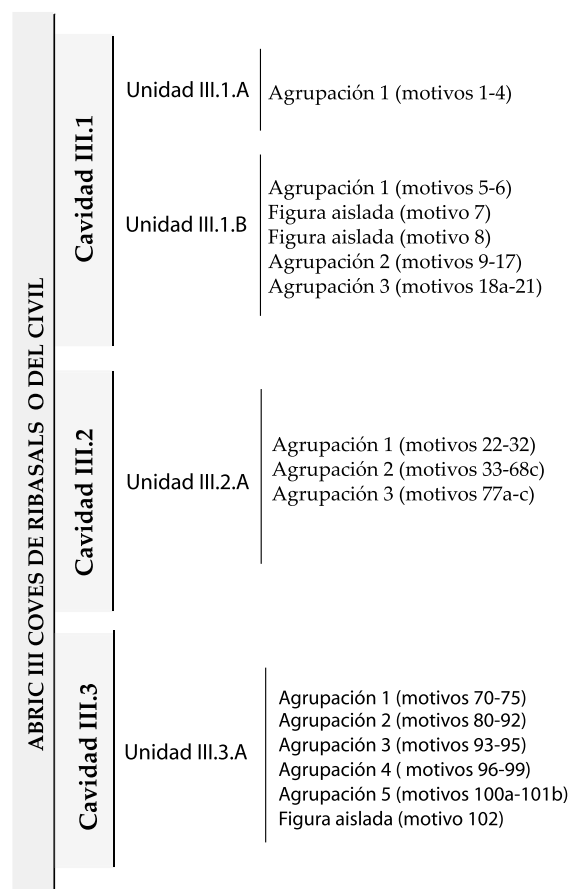 ABRIC III COVES DE RIBASALS O DEL CIVIL
Cavidad III.1
Unidad III.1.A
Agrupación 1 (motivos 1-4)
Unidad III.1.B
Agrupación 1 (motivos 5-6)
Figura aislada (motivo 7)
Figura aislada (motivo 8)
Agrupación 2 (motivos 9-17)
Agrupación 3 (motivos 18a-21)
Cavidad III.2
Unidad III.2.A
Agrupación 1 (motivos 22-32)
Agrupación 2 (motivos 33-68c)
Agrupación 3 (motivos 77a-c)
Cavidad III.3
Unidad III.3.A
Agrupación 1 (motivos 70-75)
Agrupación 2 (motivos 80-92)
Agrupación 3 (motivos 93-95)
Agrupación 4 ( motivos 96-99)
Agrupación 5 (motivos 100a-101b)
Figura aislada (motivo 102)